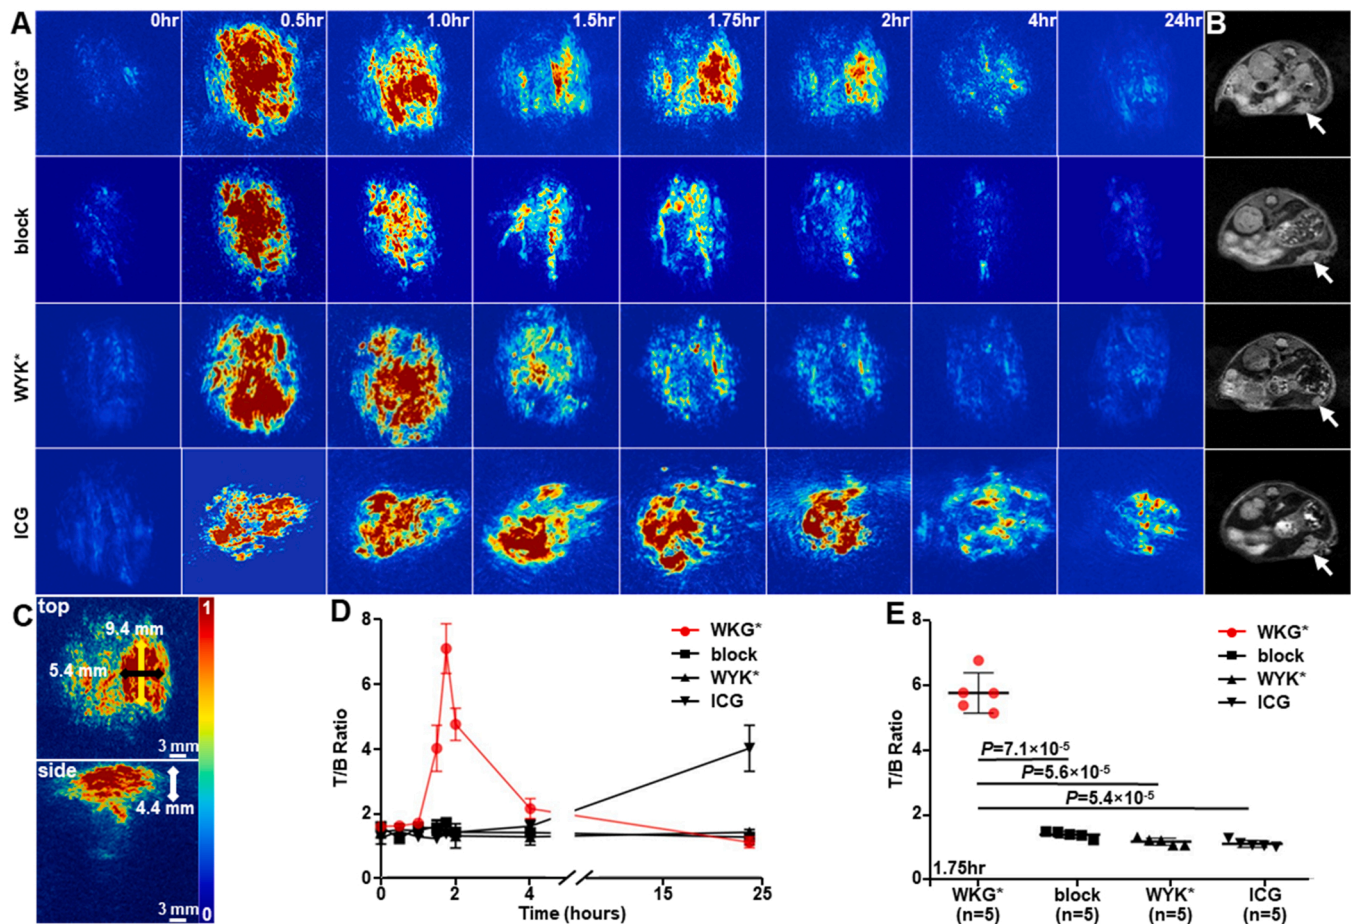 A
0hr
0.5hr
1.0hr
1.5hr
1.75hr
2hr
4hr
24hr
B
WKG*
block
WYK*
ICG
C
top
9.4 mm
5.4 mm
3 mm
side
4.4 mm
3 mm
1
0
D
8
6
4
2
0
T/B Ratio
0
2
4
15
25
Time (hours)
WKG*
block
WYK*
ICG
E
8
6
4
2
0
T/B Ratio
WKG*
block
WYK*
ICG
P=7.1×10-5
P=5.6×10-5
P=5.4×10-5
1.75hr
WKG* block WYK* ICG
(n=5) (n=5) (n=5) (n=5)